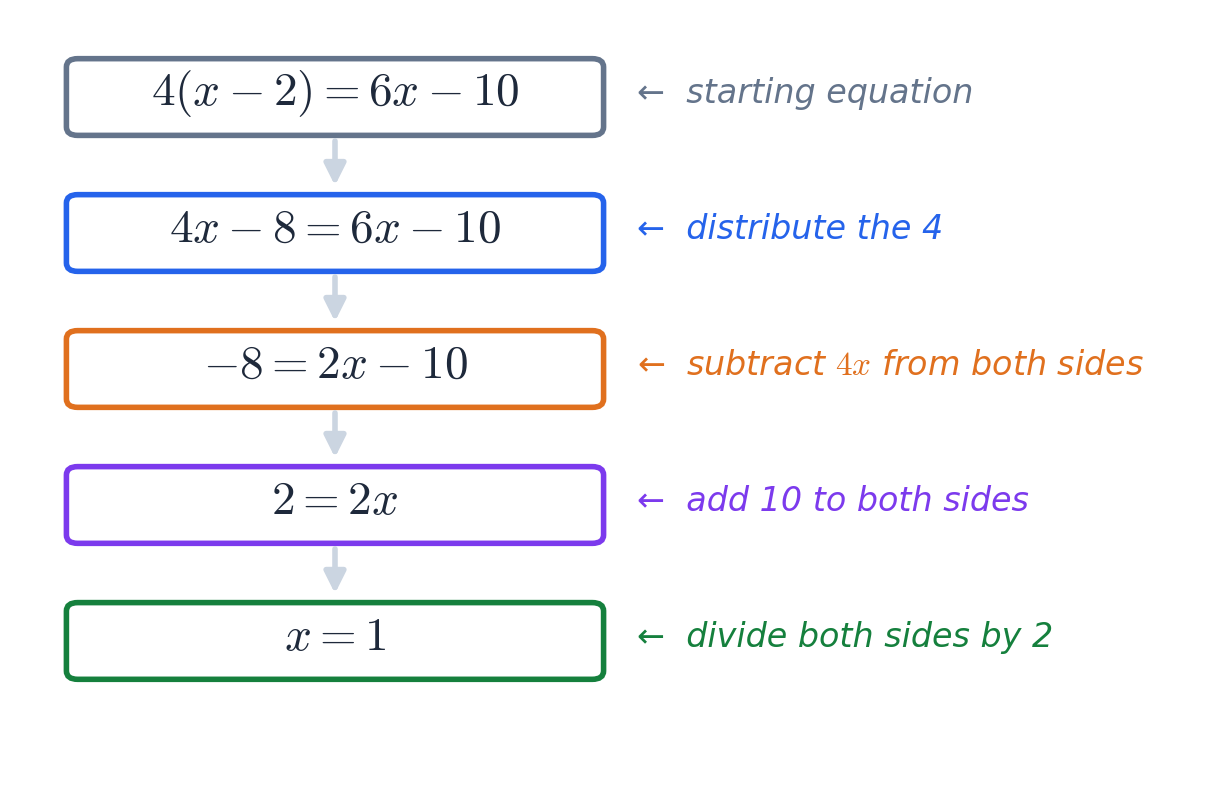 4(x − 2) = 6x − 10 ← starting equation
4x − 8 = 6x − 10 ← distribute the 4
−8 = 2x − 10 ← subtract 4x from both sides
2 = 2x ← add 10 to both sides
x = 1 ← divide both sides by 2